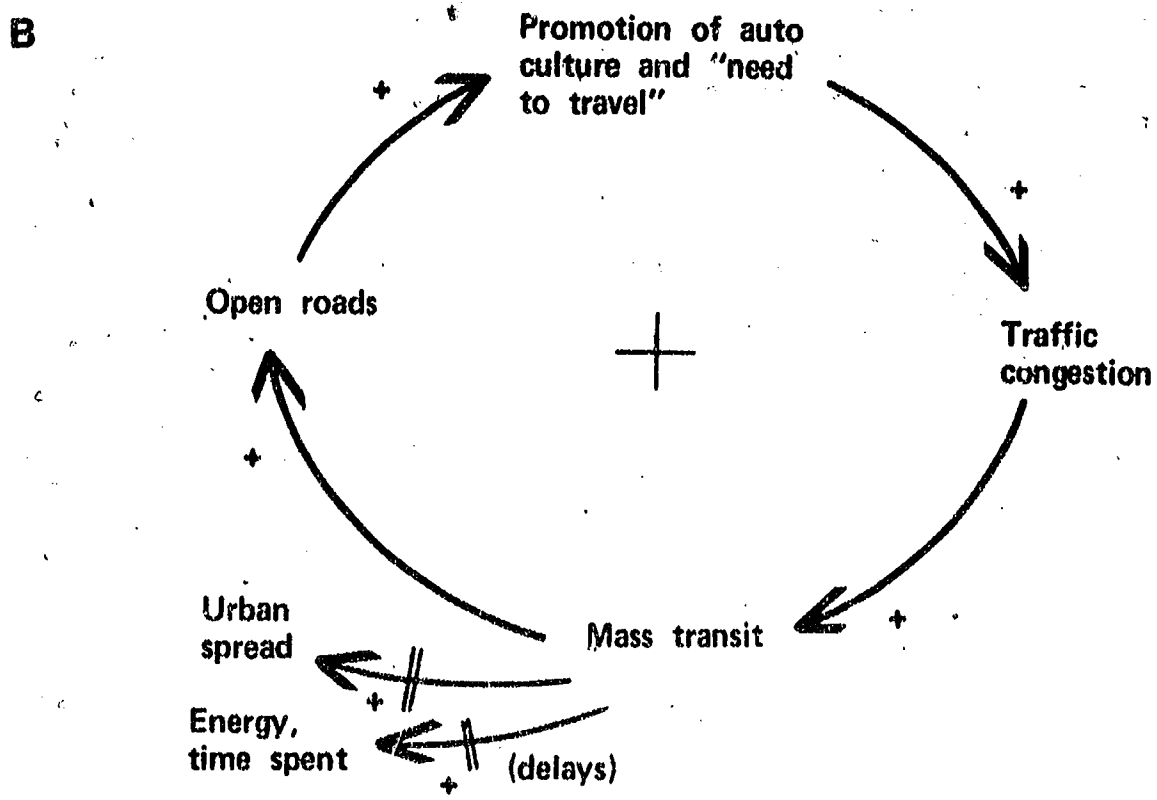 B
Promotion of auto
culture and "need
to travel"
+
+
Open roads
+
Traffic
congestion
+
+
Urban
spread
Mass transit
+
Energy,
time spent
+
(delays)